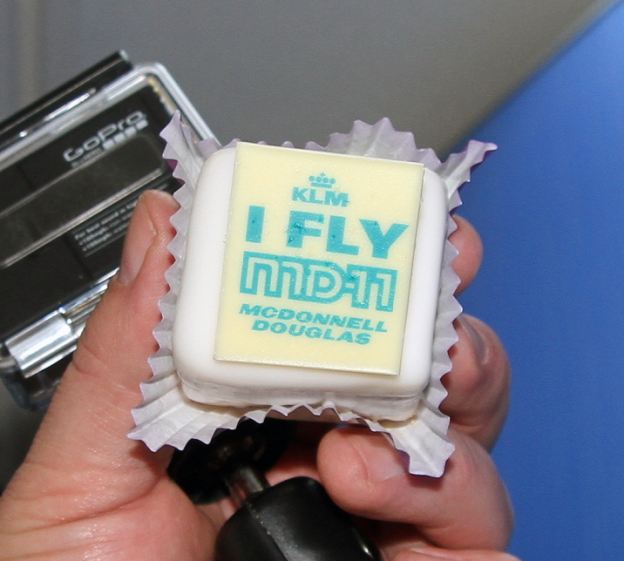 GoPro
KLM
I FLY
MD-11
MCDONNELL
DOUGLAS